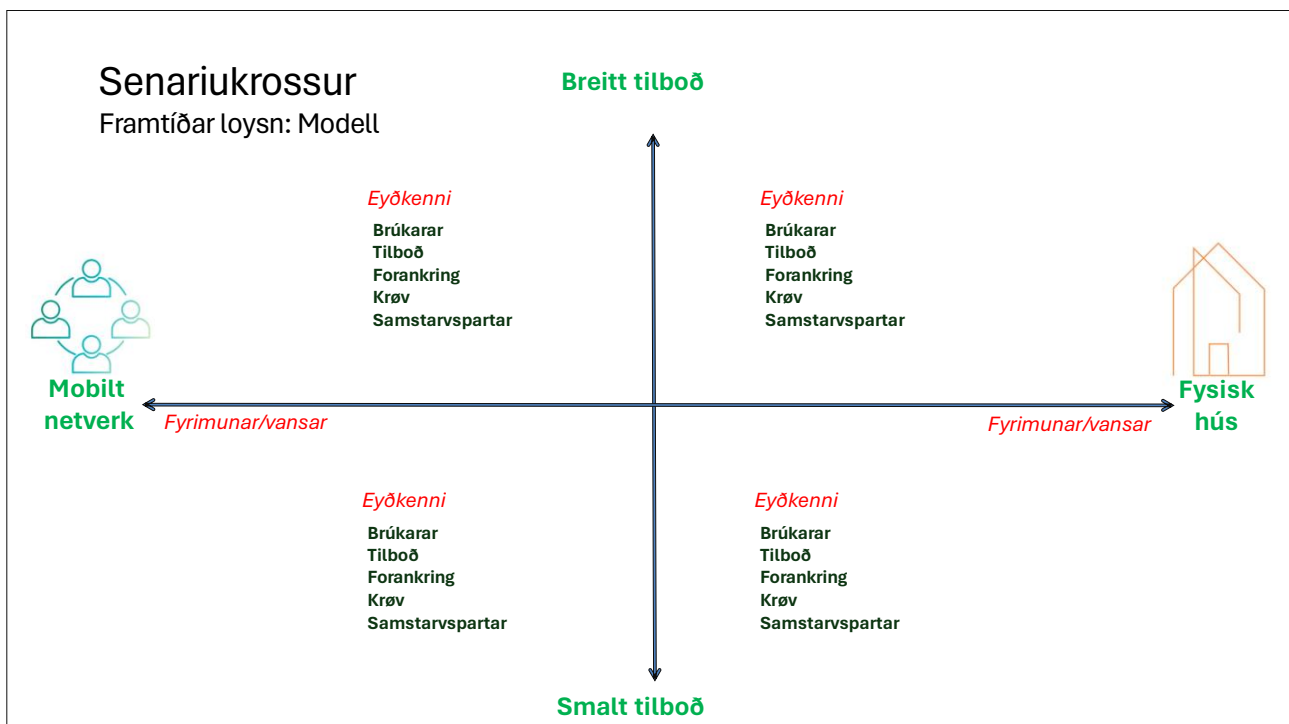 Senariukrossur
Framtíðar loysn: Modell
Breitt tilboð
Eyðkenni
Brúkarar
Tilboð
Forankring
Krøv
Samstarvspartar
Eyðkenni
Brúkarar
Tilboð
Forankring
Krøv
Samstarvspartar
Mobilt
netverk
Fyrimunar/vansar
Fyrimunar/vansar
Fysisk
hús
Eyðkenni
Brúkarar
Tilboð
Forankring
Krøv
Samstarvspartar
Eyðkenni
Brúkarar
Tilboð
Forankring
Krøv
Samstarvspartar
Smalt tilboð